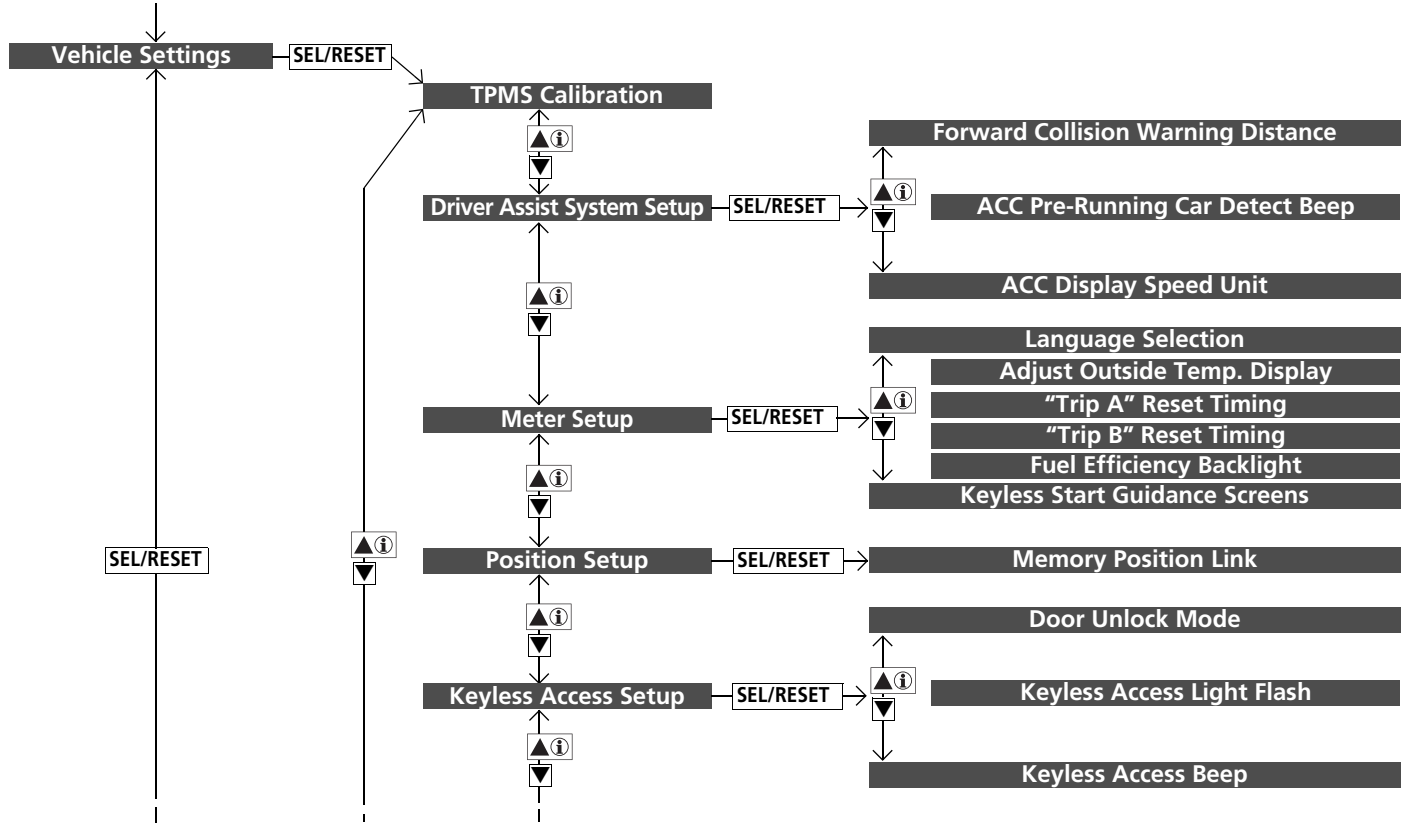 Vehicle Settings
SEL/RESET
TPMS Calibration
▲ⓘ
▼
Forward Collision Warning Distance
Driver Assist System Setup
SEL/RESET
▲ⓘ
▼
ACC Pre-Running Car Detect Beep
ACC Display Speed Unit
▲ⓘ
▼
Language Selection
Adjust Outside Temp. Display
Meter Setup
SEL/RESET
▲ⓘ
▼
“Trip A” Reset Timing
“Trip B” Reset Timing
Fuel Efficiency Backlight
Keyless Start Guidance Screens
▲ⓘ
▼
SEL/RESET
▲ⓘ
▼
Position Setup
SEL/RESET
Memory Position Link
▲ⓘ
▼
Door Unlock Mode
Keyless Access Setup
SEL/RESET
▲ⓘ
▼
Keyless Access Light Flash
Keyless Access Beep
▲ⓘ
▼